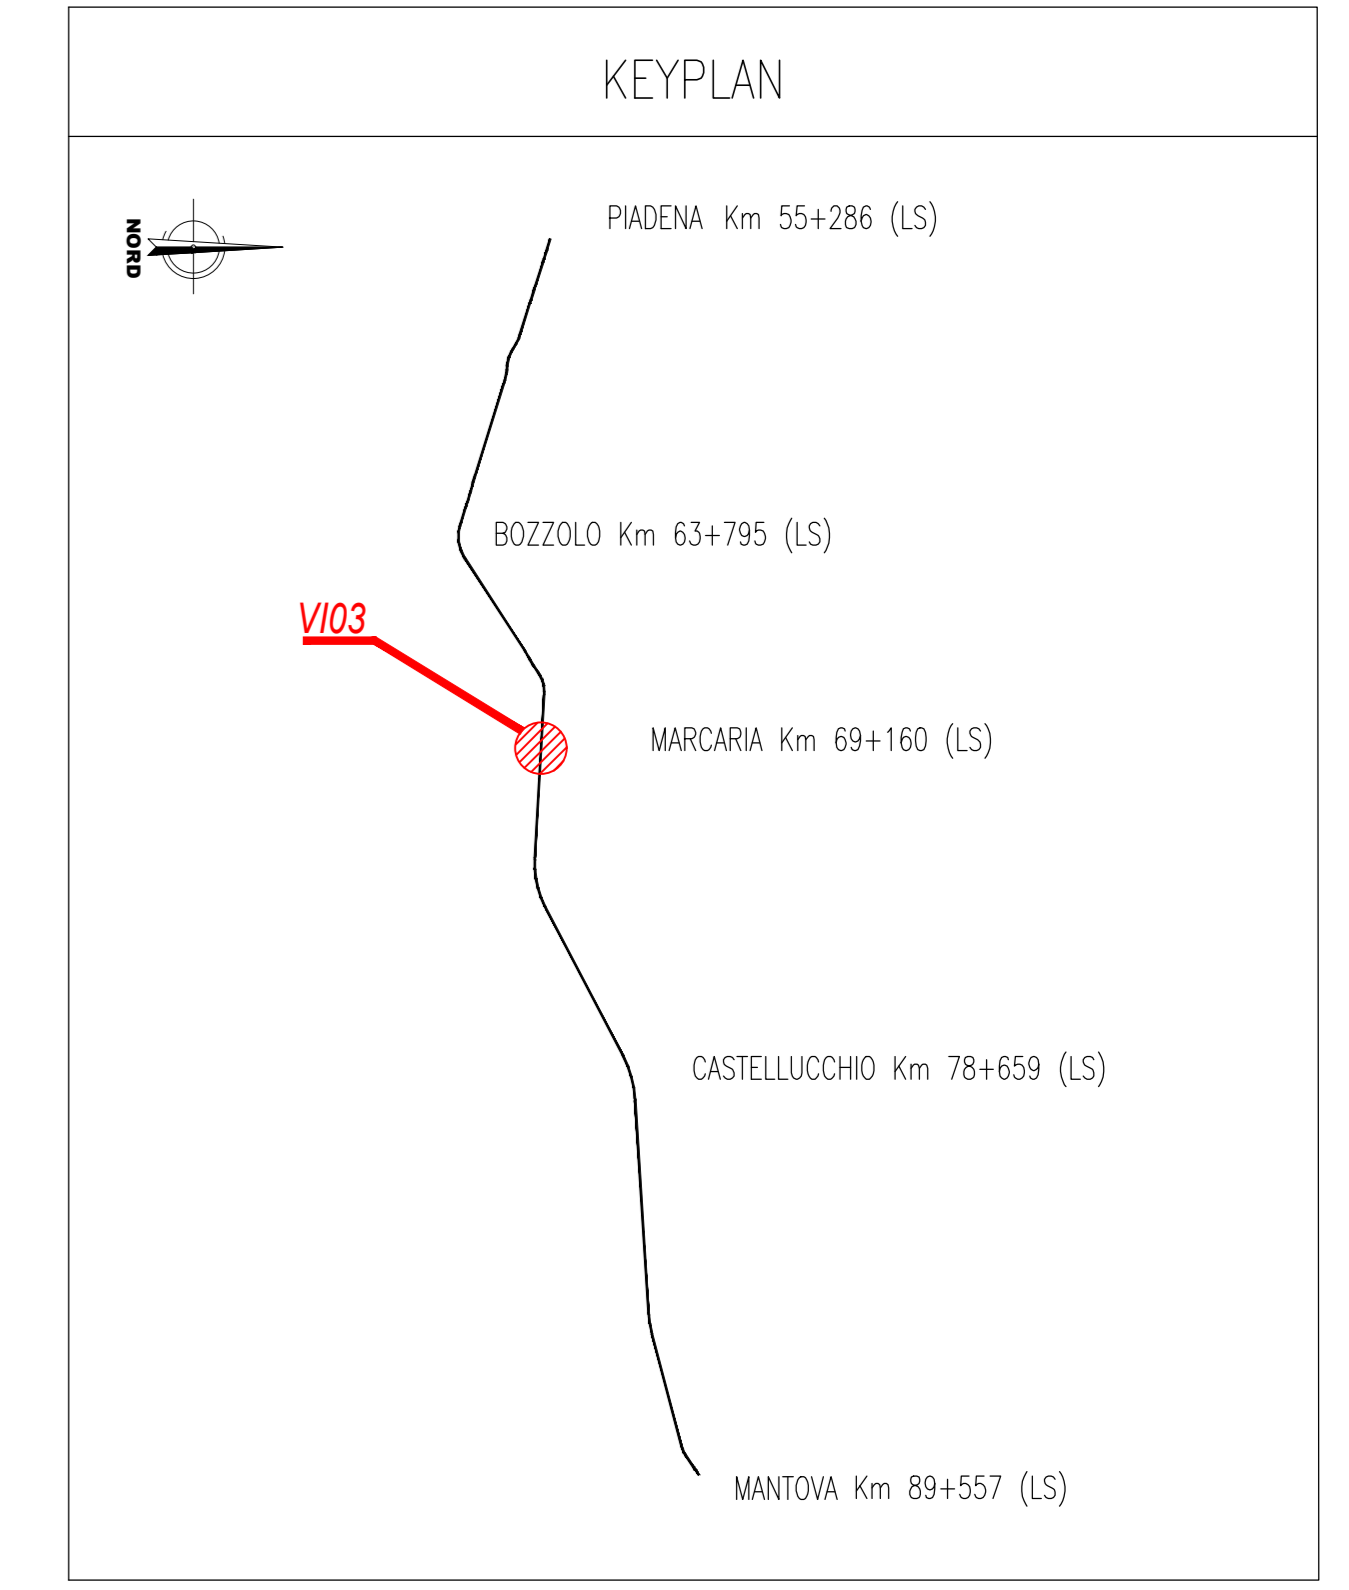 KEYPLAN
NORD
PIADENA Km 55+286 (LS)
BOZZOLO Km 63+795 (LS)
VI03
MARCARIA Km 69+160 (LS)
CASTELLUCCHIO Km 78+659 (LS)
MANTOVA Km 89+557 (LS)